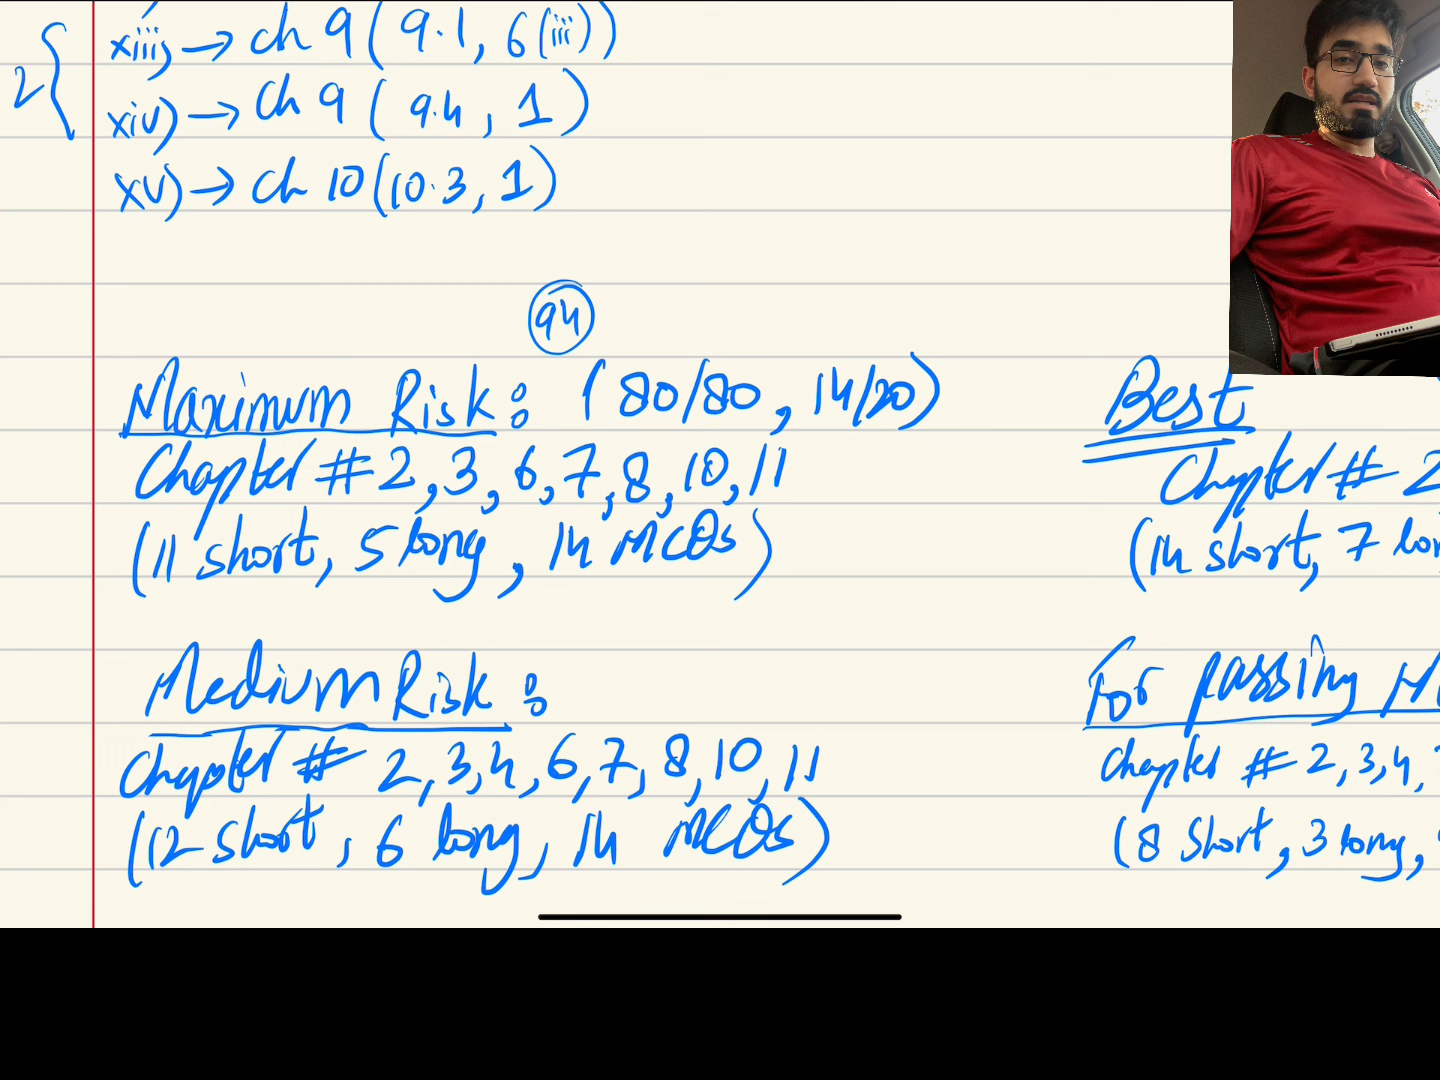 xiii) → ch 9 ( 9.1, 6(iii))
2{
xiv) → ch 9 ( 9.4, 1)
xv) → ch 10 (10.3, 1)
94
Maximum Risk: (80/80, 14/20)
Chapter # 2, 3, 6, 7, 8, 10, 11
(11 short, 5 long, 14 MCQs)
Best
Chapter # 2
(14 short, 7 lon
Medium Risk:
Chapter # 2, 3, 4, 6, 7, 8, 10, 11
(12 short, 6 long, 14 MCQs)
For passing M
Chapter # 2, 3, 4,
(8 Short, 3 long,